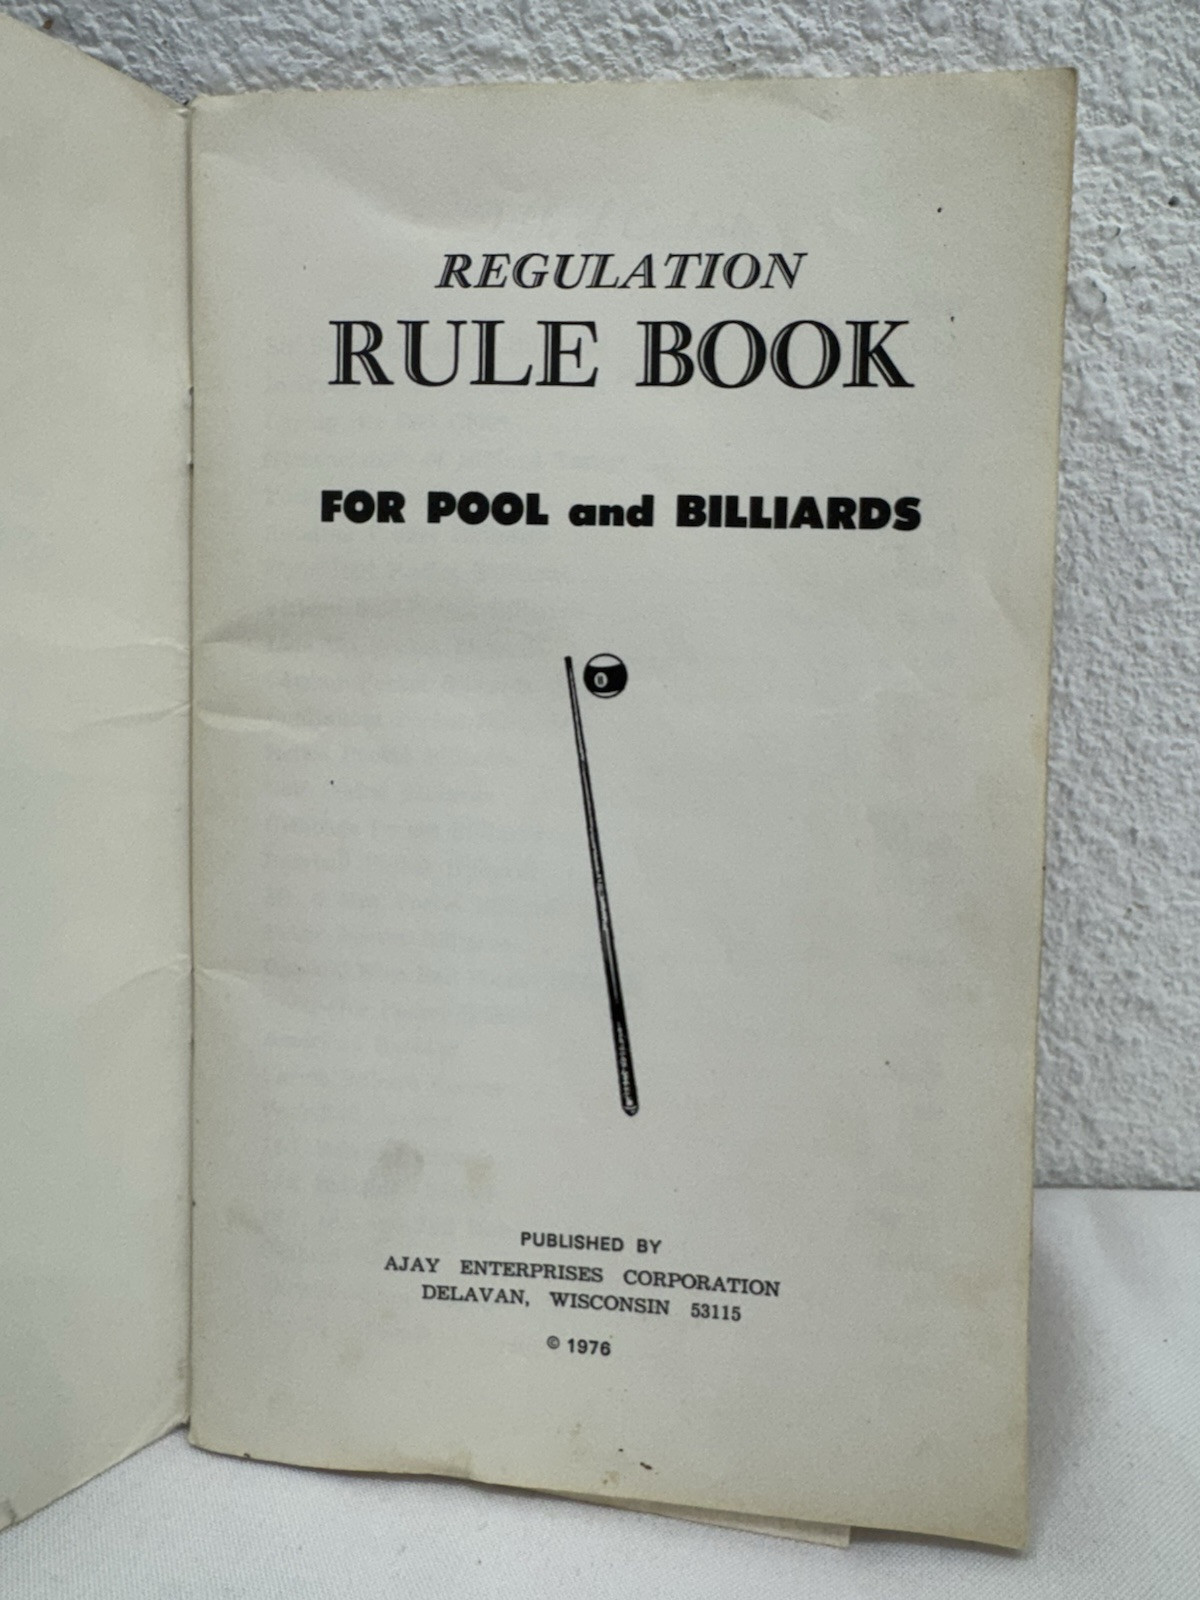 REGULATION
RULE BOOK
FOR POOL and BILLIARDS
8
PUBLISHED BY
AJAY ENTERPRISES CORPORATION
DELAVAN, WISCONSIN 53115
© 1976